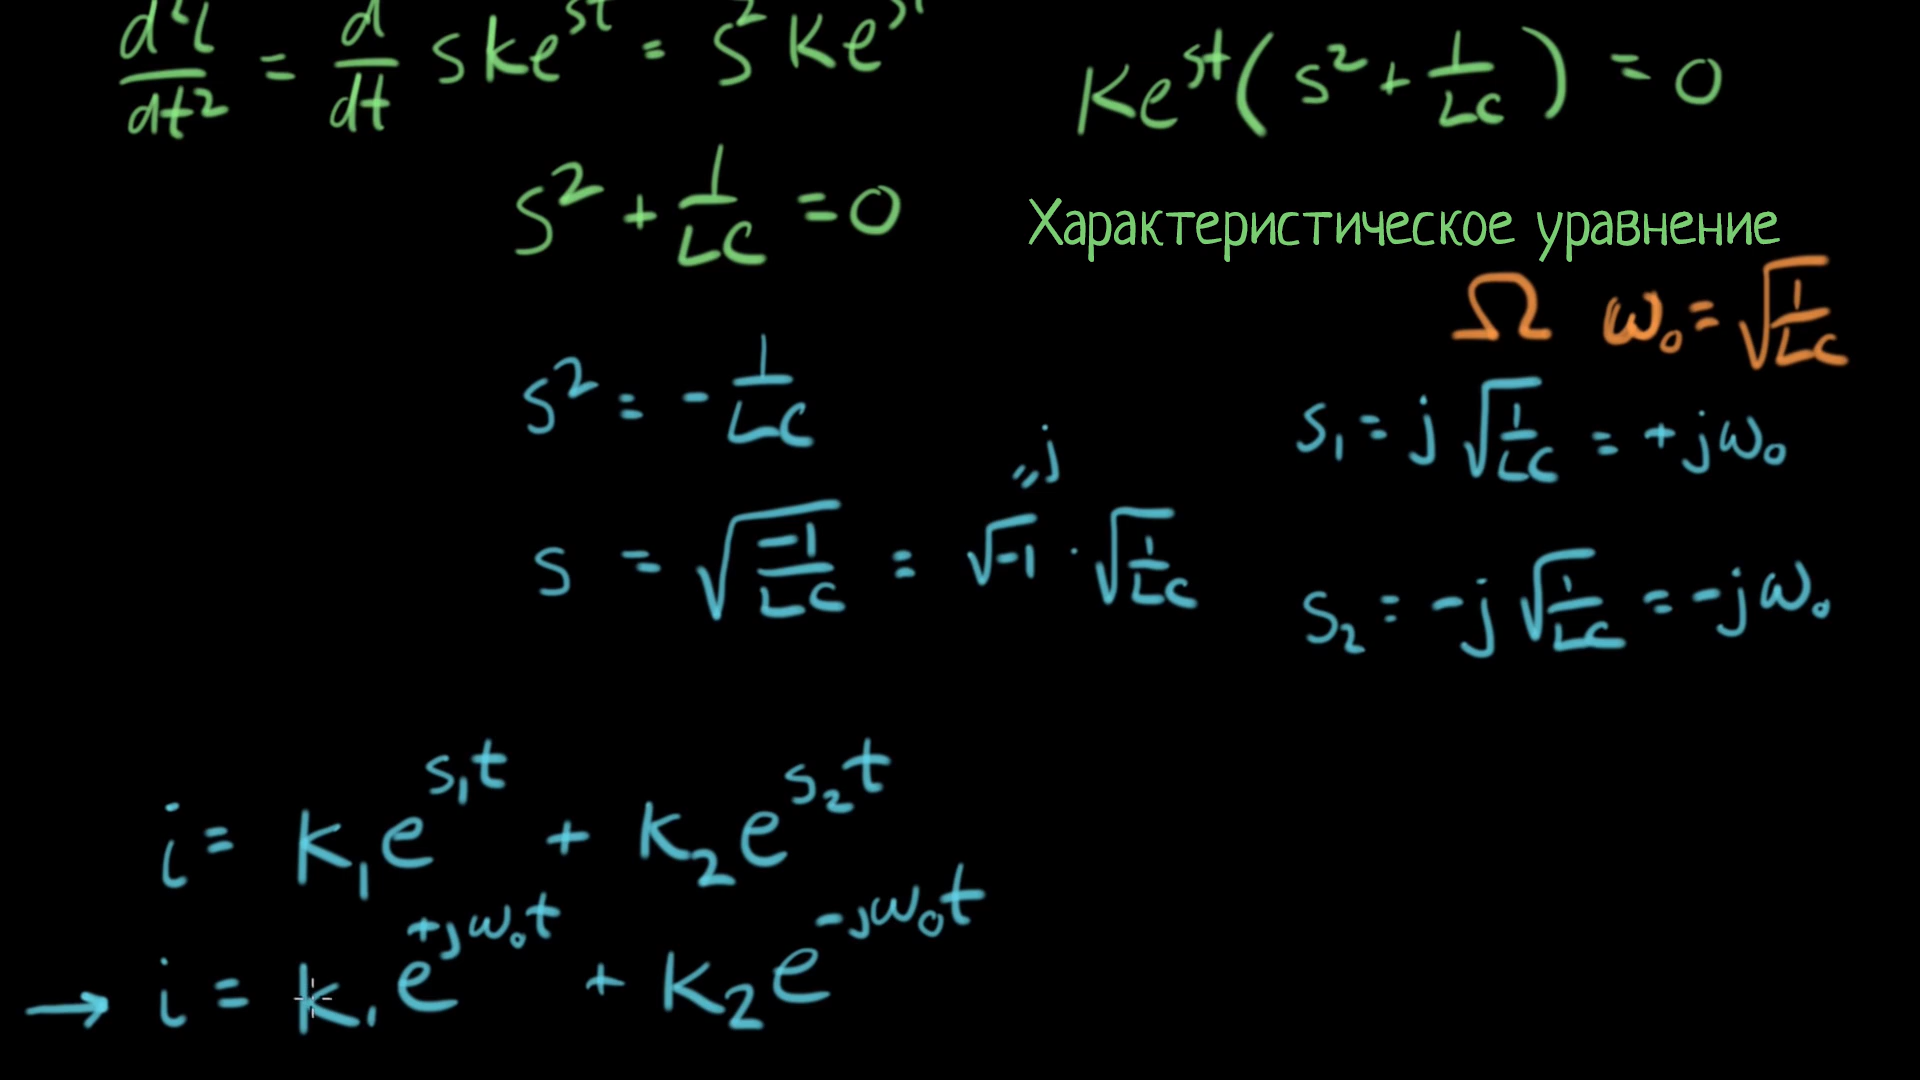 d²i/dt² = d/dt sKe^st = s²Ke^st
Ke^st(s² + 1/LC) = 0
s² + 1/LC = 0
Характеристическое уравнение
Ω ω₀ = √(1/LC)
s² = - 1/LC
s₁ = j √(1/LC) = +jω₀
"j
s = √(-1/LC) = √-1 · √(1/LC)
s₂ = -j √(1/LC) = -jω₀
i = K₁e^s₁t + K₂e^s₂t
→ i = K₁e^+jω₀t + K₂e^-jω₀t